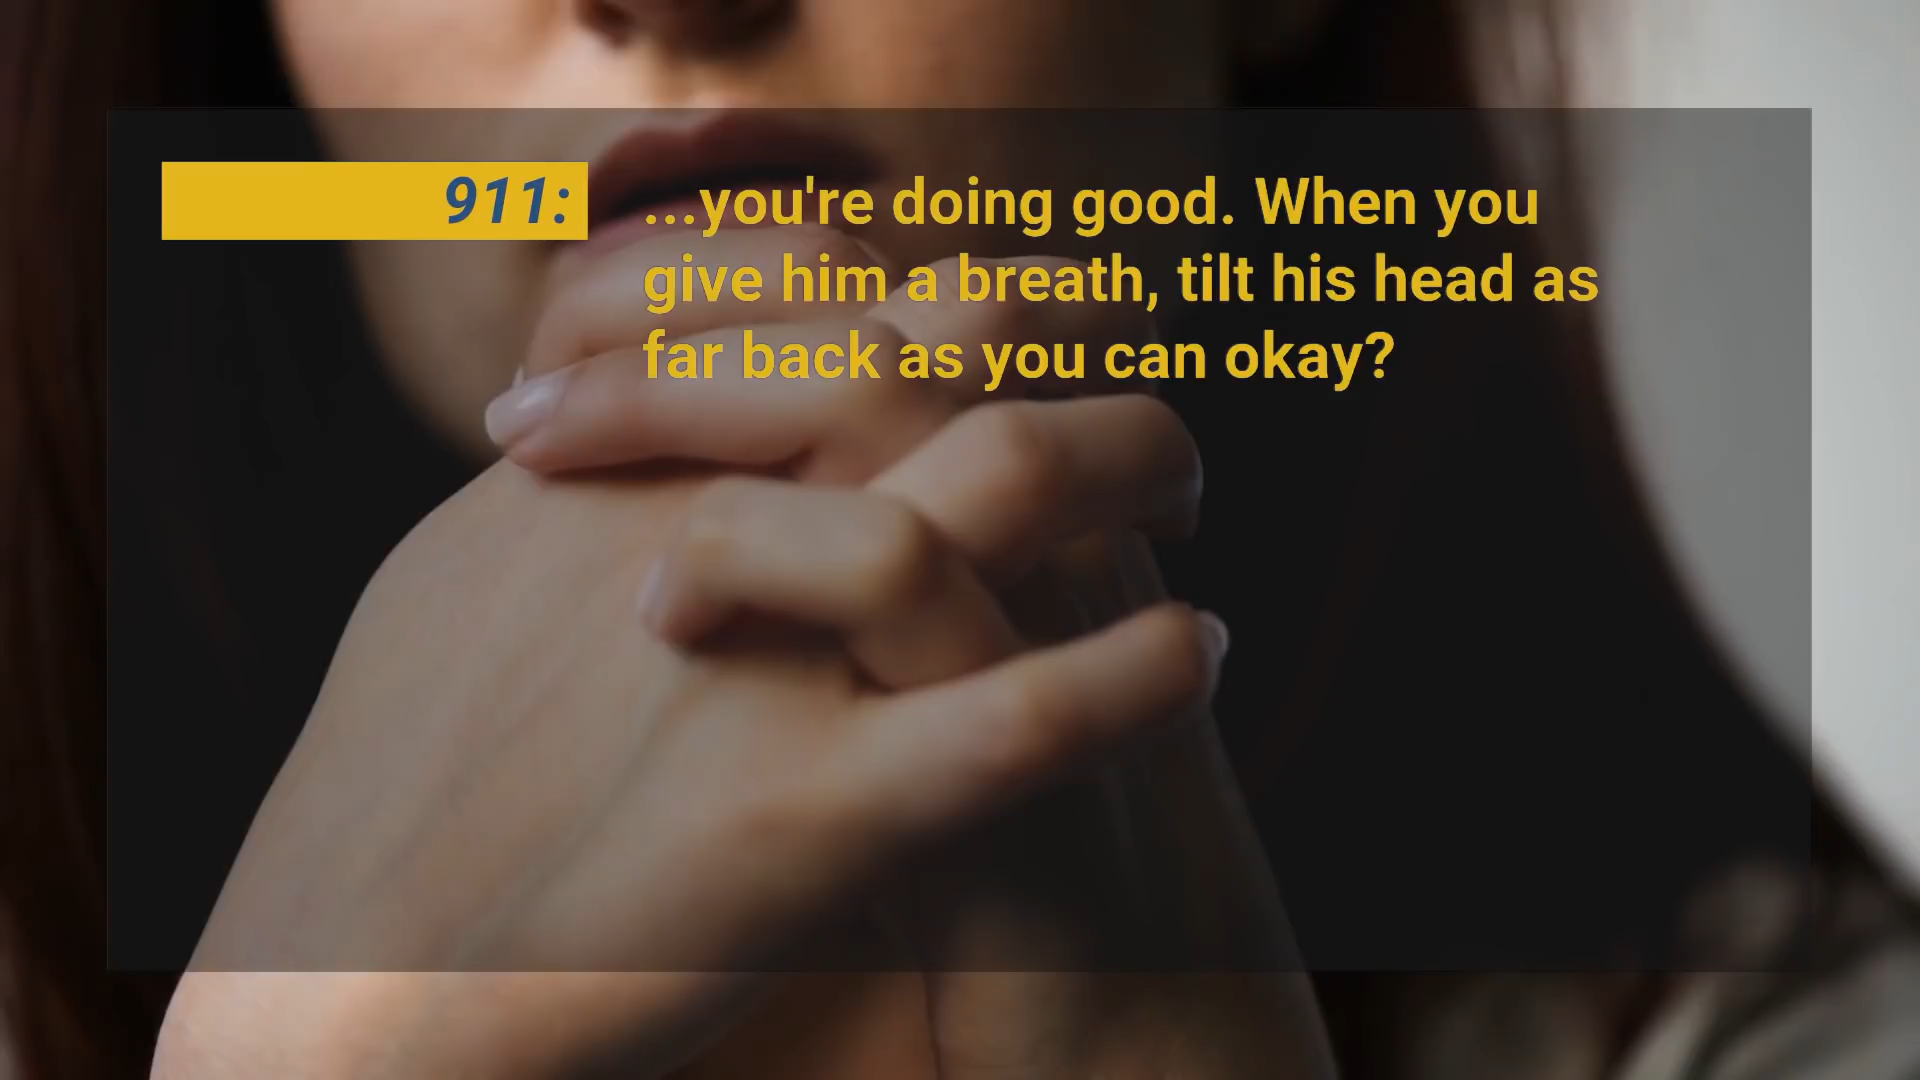 911: ...you're doing good. When you
give him a breath, tilt his head as
far back as you can okay?